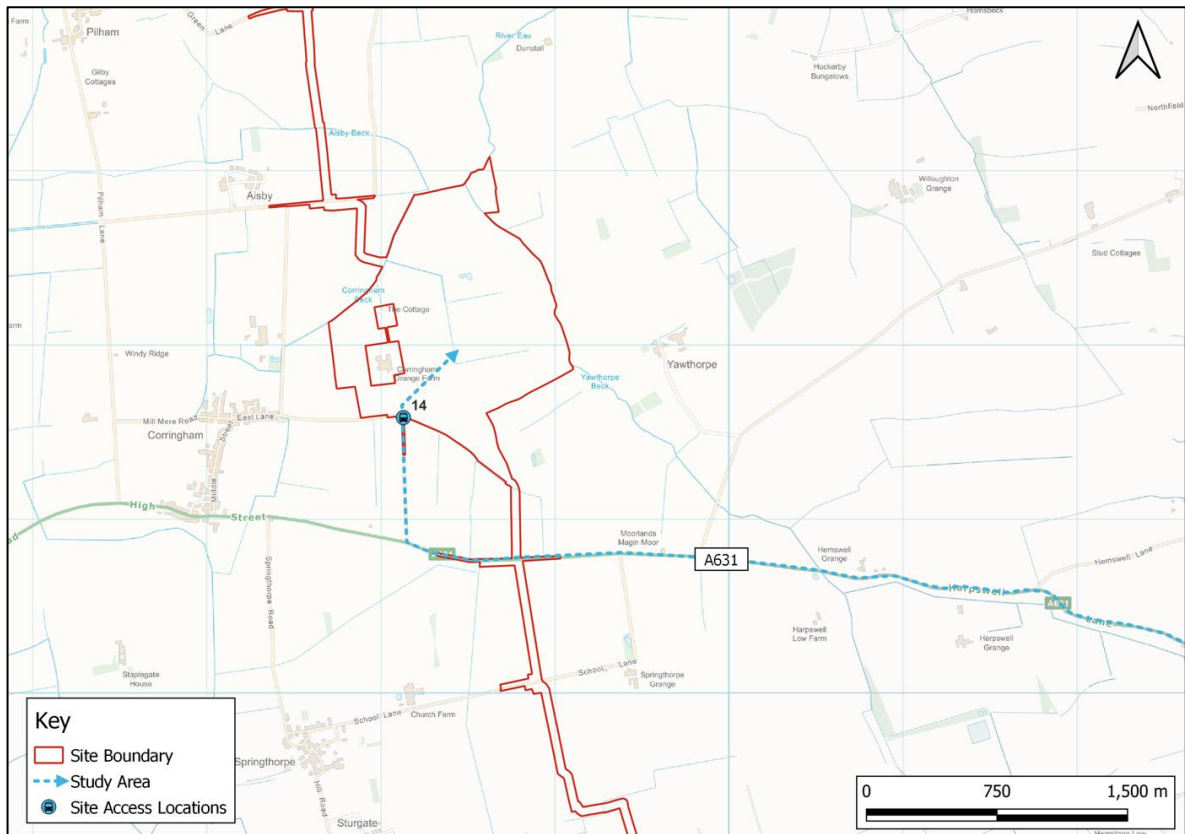 Farm
Green
Lane
Pilham
River Eau
Dunstall
Hornsbeck
Gilby
Cottages
Huckerby
Bungalows
Northfield
Aisby Beck
Aisby
Pilham
Lane
Willoughton
Grange
Stud Cottages
Corringham
Beck
The Cottage
Windy Ridge
Corringham
Grange Farm
Yawthorpe
Yawthorpe
Beck
14
Mill Mere Road
East Lane
Corringham
Street
Middle
High
Street
Moorlands
Magin Moor
A631
Hemswell
Grange
Hemswell Lane
Harpswell
A631
Lane
Springthorpe
Road
Harpswell
Low Farm
Harpswell
Grange
Staplegate
House
School Lane
Springthorpe
Grange
Church Farm
School Lane
Springthorpe
Hill Road
Sturgate
Key
Site Boundary
Study Area
Site Access Locations
0 750 1,500 m